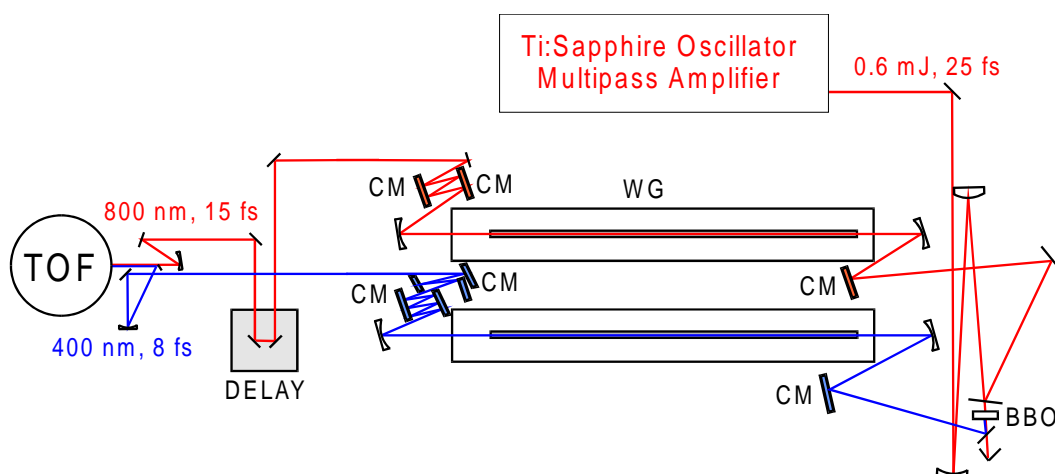 Ti:Sapphire Oscillator
Multipass Amplifier
0.6 mJ, 25 fs
CM
CM
WG
800 nm, 15 fs
TOF
CM
CM
CM
400 nm, 8 fs
DELAY
CM
BBO